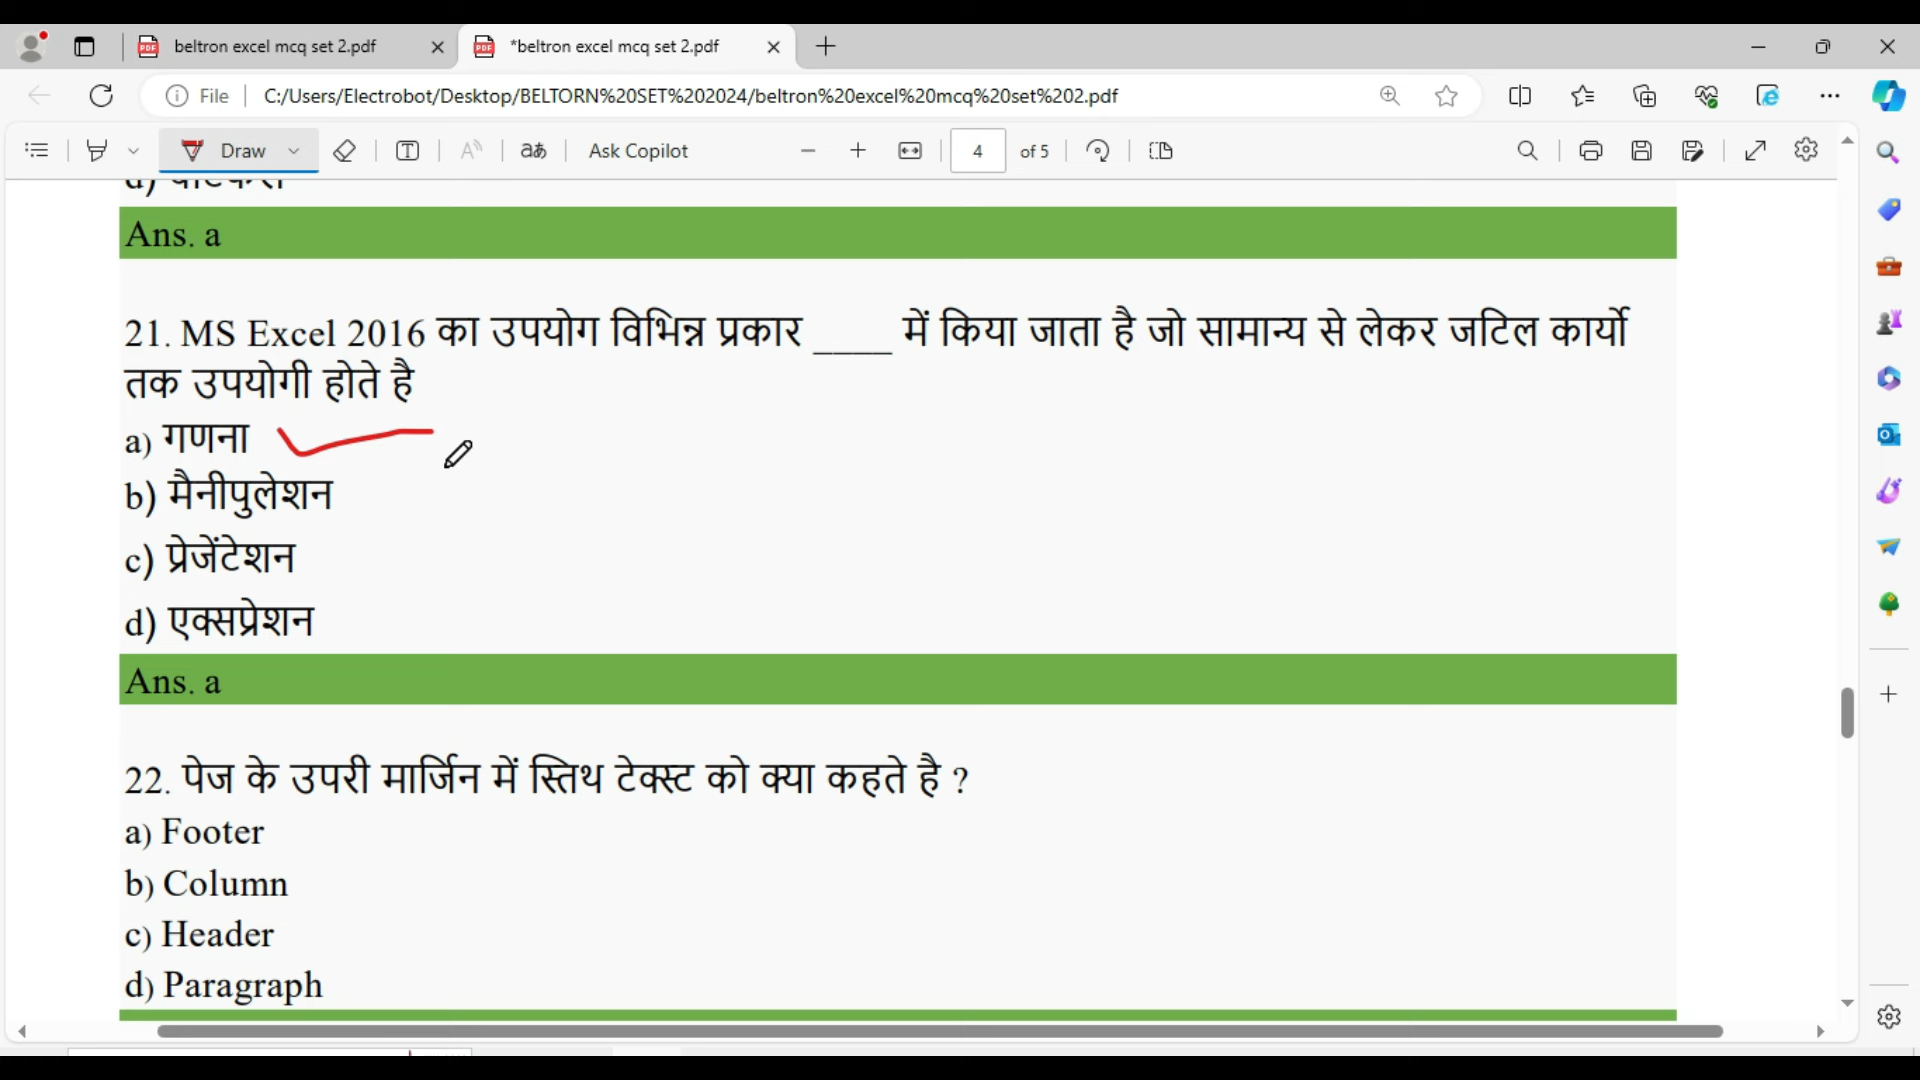 beltron excel mcq set 2.pdf
*beltron excel mcq set 2.pdf
File
C:/Users/Electrobot/Desktop/BELTORN%20SET%202024/beltron%20excel%20mcq%20set%202.pdf
Draw
Ask Copilot
4 of 5
Ans. a
21. MS Excel 2016 का उपयोग विभिन्न प्रकार ____ में किया जाता है जो सामान्य से लेकर जटिल कार्यो
तक उपयोगी होते है
a) गणना
b) मैनीपुलेशन
c) प्रेजेंटेशन
d) एक्सप्रेशन
Ans. a
22. पेज के उपरी मार्जिन में स्तिथ टेक्स्ट को क्या कहते है ?
a) Footer
b) Column
c) Header
d) Paragraph